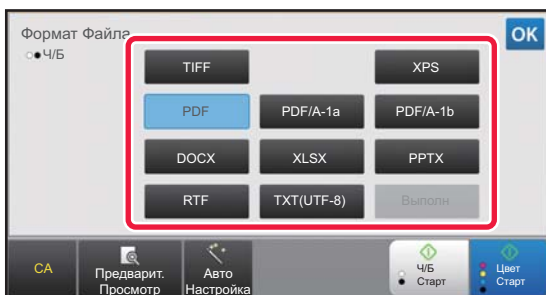 Формат Файла
OK
Ч/Б
TIFF
XPS
PDF
PDF/A-1a
PDF/A-1b
DOCX
XLSX
PPTX
RTF
TXT(UTF-8)
Выполн
CA
Предварит.
Просмотр
Авто
Настройка
Ч/Б
Старт
Цвет
Старт